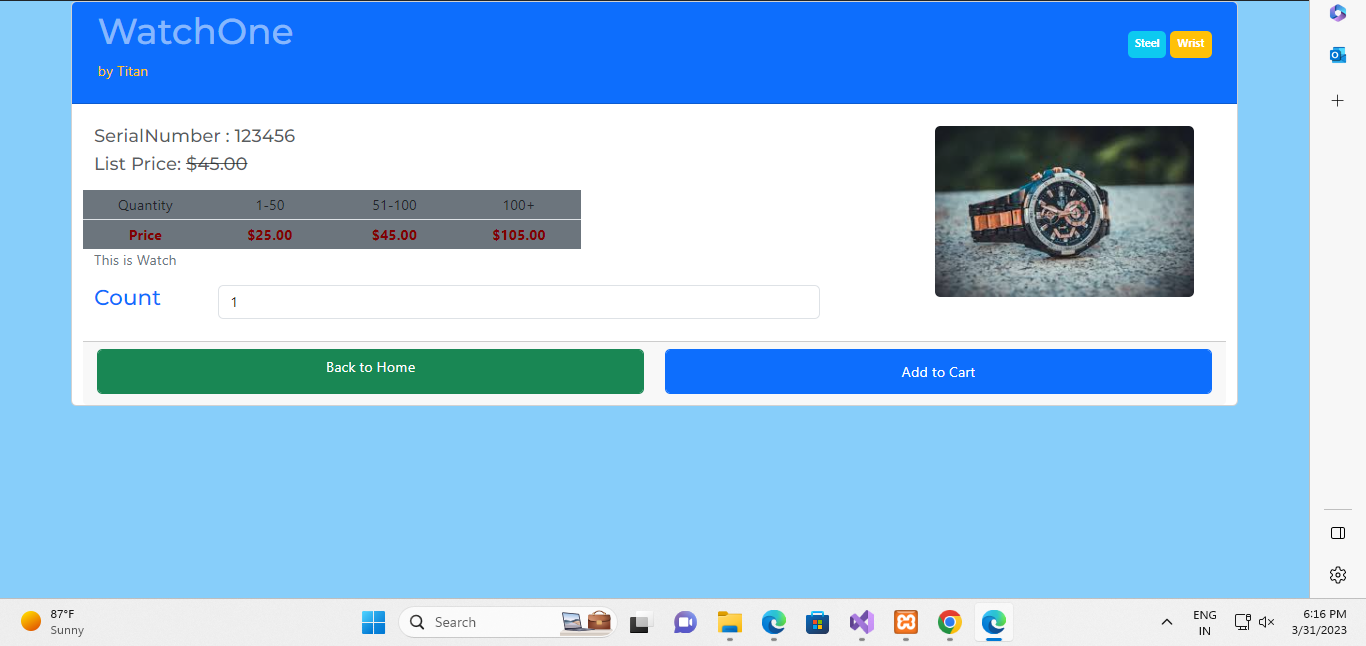 WatchOne
by Titan
Steel Wrist
SerialNumber : 123456
List Price: $45.00
Quantity 1-50 51-100 100+
Price $25.00 $45.00 $105.00
This is Watch
Count 1
Back to Home Add to Cart
87°F
Sunny
Search
ENG
IN
6:16 PM
3/31/2023